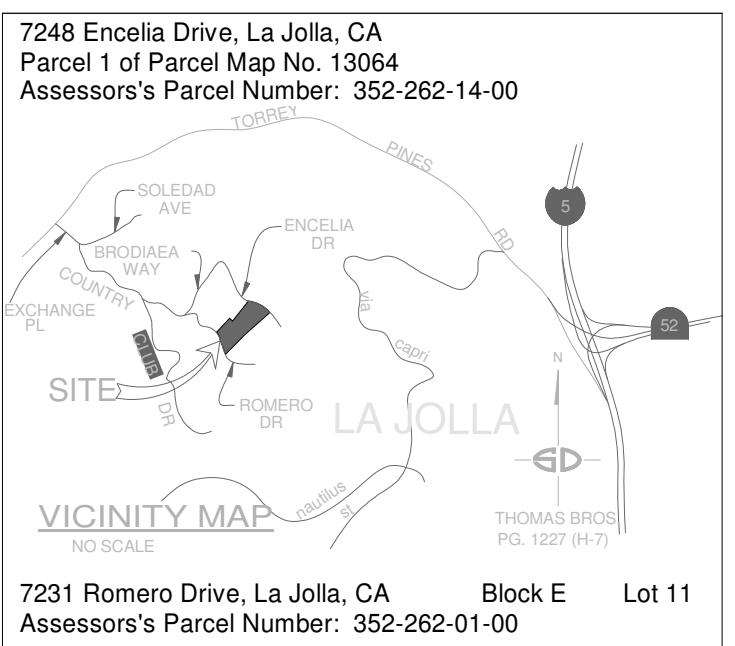 7248 Encelia Drive, La Jolla, CA
Parcel 1 of Parcel Map No. 13064
Assessors's Parcel Number: 352-262-14-00
TORREY
PINES
RD
SOLEDAD
AVE
ENCELIA
DR
BRODIAEA
WAY
5
COUNTRY
via
EXCHANGE
PL
52
CLUB
capri
N
SITE
DR
ROMERO
DR
LA JOLLA
SD
nautilus
st
VICINITY MAP
NO SCALE
THOMAS BROS
PG. 1227 (H-7)
7231 Romero Drive, La Jolla, CA Block E Lot 11
Assessors's Parcel Number: 352-262-01-00